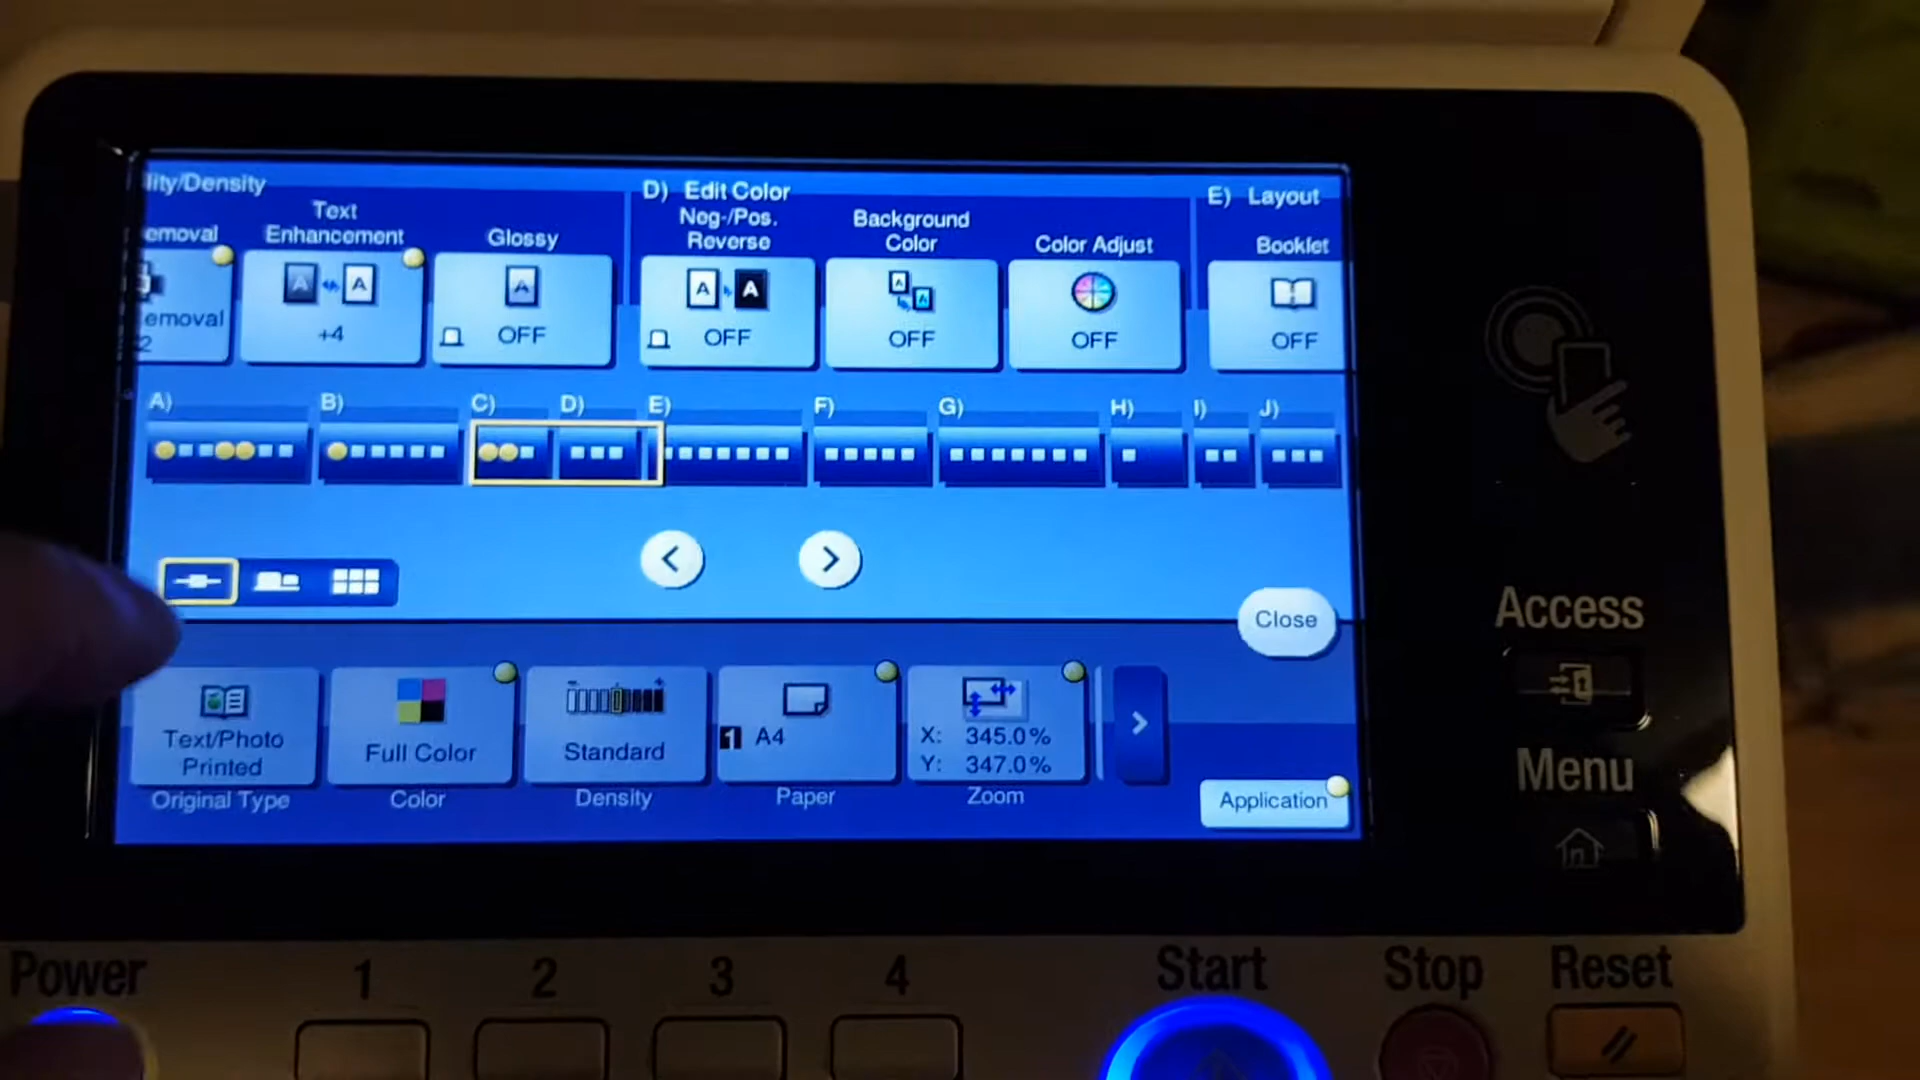 lity/Density
D) Edit Color
E) Layout
emoval
Text
Enhancement
Glossy
Neg-/Pos.
Reverse
Background
Color
Color Adjust
Booklet
emoval
2
A A
+4
A
OFF
A A
OFF
A A
OFF
OFF
OFF
A) B) C) D) E) F) G) H) I) J)
< >
Close
Text/Photo
Printed
Original Type
Full Color
Color
Standard
Density
1 A4
Paper
X: 345.0%
Y: 347.0%
Zoom
>
Application
Access
Menu
Power
1
2
3
4
Start
Stop
Reset